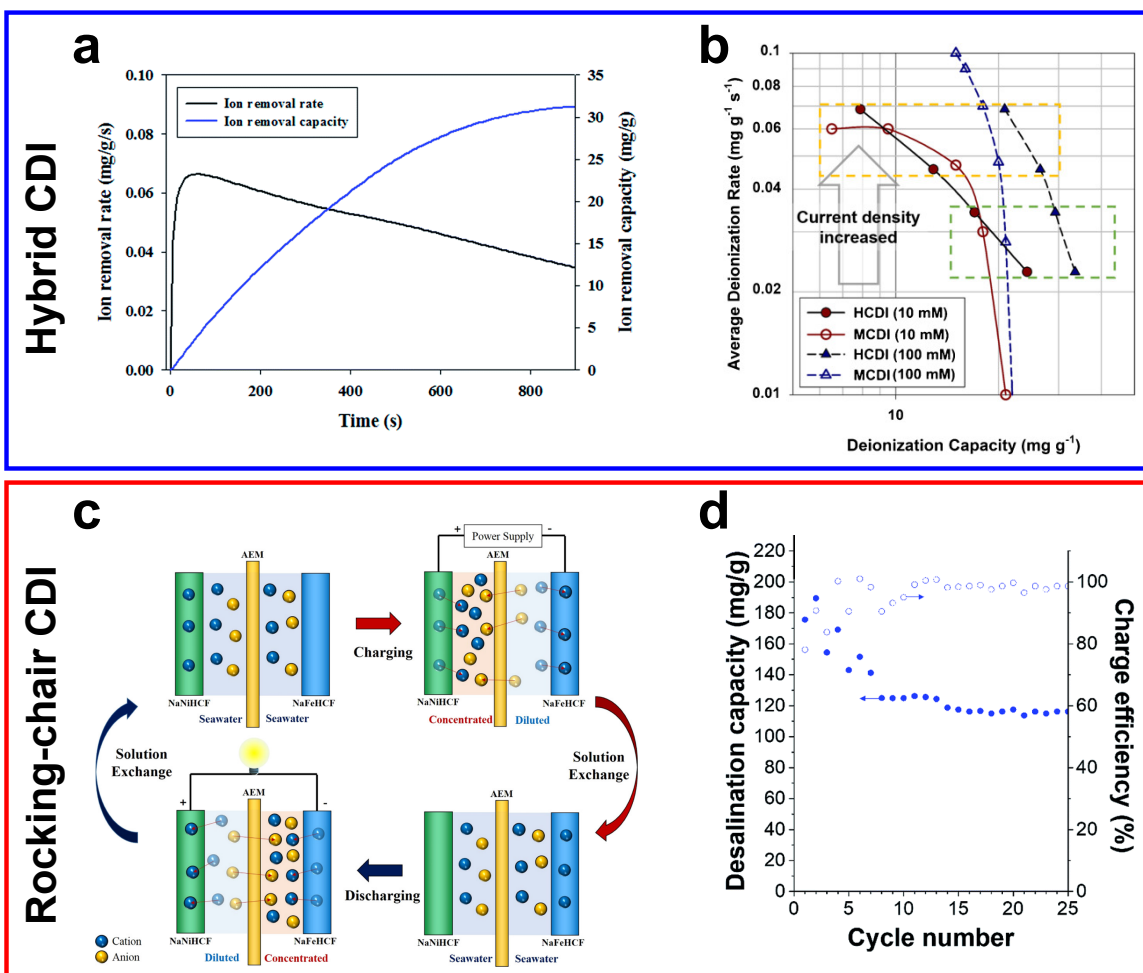 Hybrid CDI
a
0.10
0.08
0.06
0.04
0.02
0.00
Ion removal rate (mg/g/s)
Ion removal rate
Ion removal capacity
35
30
25
20
15
10
5
0
Ion removal capacity (mg/g)
0
200
400
600
800
Time (s)
b
Average Deionization Rate (mg g⁻¹ s⁻¹)
0.1
0.08
0.06
0.04
0.02
0.01
Current density
increased
HCDI (10 mM)
MCDI (10 mM)
HCDI (100 mM)
MCDI (100 mM)
10
Deionization Capacity (mg g⁻¹)
Rocking-chair CDI
c
AEM
NaNiHCF
NaFeHCF
Seawater
Seawater
Charging
+
Power Supply
-
AEM
NaNiHCF
NaFeHCF
Concentrated
Diluted
Solution
Exchange
Solution
Exchange
+
-
AEM
NaNiHCF
NaFeHCF
Diluted
Concentrated
Discharging
AEM
NaNiHCF
NaFeHCF
Seawater
Seawater
Cation
Anion
d
Desalination capacity (mg/g)
220
200
180
160
140
120
100
80
60
40
20
0
100
80
60
40
20
0
Charge efficiency (%)
0
5
10
15
20
25
Cycle number